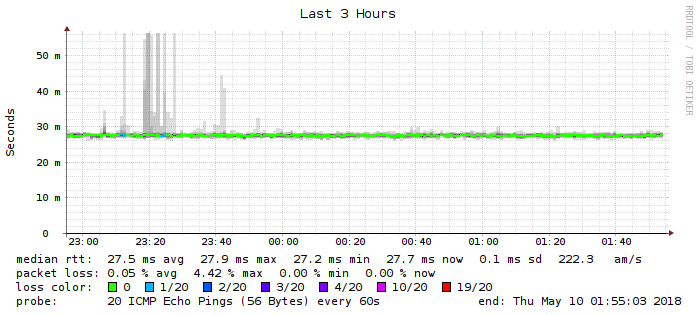 Last 3 Hours
RRDTOOL / TOBI OETIKER
Seconds
50 m
40 m
30 m
20 m
10 m
0
23:00 23:20 23:40 00:00 00:20 00:40 01:00 01:20 01:40
median rtt: 27.5 ms avg 27.9 ms max 27.2 ms min 27.7 ms now 0.1 ms sd 222.3 am/s
packet loss: 0.05 % avg 4.42 % max 0.00 % min 0.00 % now
loss color: 0 1/20 2/20 3/20 4/20 10/20 19/20
probe: 20 ICMP Echo Pings (56 Bytes) every 60s end: Thu May 10 01:55:03 2018